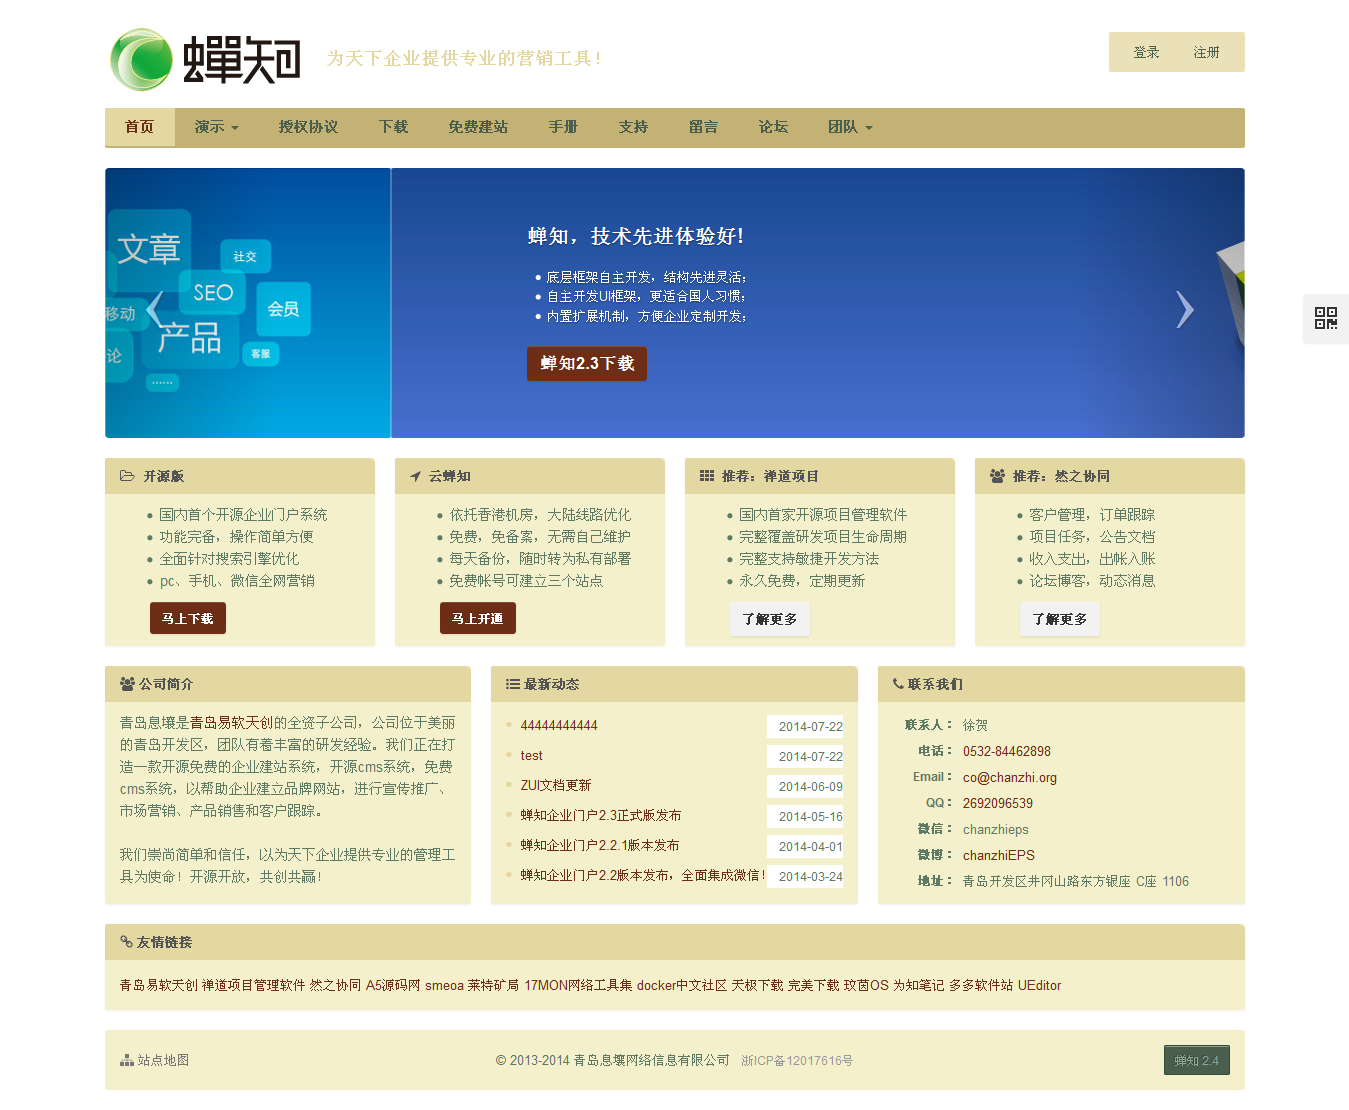 蝉知 为天下企业提供专业的营销工具！ 登录 注册
首页 演示 授权协议 下载 免费建站 手册 支持 留言 论坛 团队
文章
社交
SEO
会员
移动
产品
论
客服
......
蝉知，技术先进体验好！
底层框架自主开发，结构先进灵活；
自主开发UI框架，更适合国人习惯；
内置扩展机制，方便企业定制开发；
蝉知2.3下载
开源版
国内首个开源企业门户系统
功能完备，操作简单方便
全面针对搜索引擎优化
pc、手机、微信全网营销
马上下载
云蝉知
依托香港机房，大陆线路优化
免费，免备案，无需自己维护
每天备份，随时转为私有部署
免费帐号可建立三个站点
马上开通
推荐：禅道项目
国内首家开源项目管理软件
完整覆盖研发项目生命周期
完整支持敏捷开发方法
永久免费，定期更新
了解更多
推荐：然之协同
客户管理，订单跟踪
项目任务，公告文档
收入支出，出帐入账
论坛博客，动态消息
了解更多
公司简介
青岛息壤是青岛易软天创的全资子公司，公司位于美丽
的青岛开发区，团队有着丰富的研发经验。我们正在打
造一款开源免费的企业建站系统，开源cms系统，免费
cms系统，以帮助企业建立品牌网站，进行宣传推广、
市场营销、产品销售和客户跟踪。
我们崇尚简单和信任，以为天下企业提供专业的管理工
具为使命！开源开放，共创共赢！
最新动态
44444444444 2014-07-22
test 2014-07-22
ZUI文档更新 2014-06-09
蝉知企业门户2.3正式版发布 2014-05-16
蝉知企业门户2.2.1版本发布 2014-04-01
蝉知企业门户2.2版本发布，全面集成微信！ 2014-03-24
联系我们
联系人： 徐贺
电话： 0532-84462898
Email： co@chanzhi.org
QQ： 2692096539
微信： chanzhieps
微博： chanzhiEPS
地址： 青岛开发区井冈山路东方银座 C座 1106
友情链接
青岛易软天创 禅道项目管理软件 然之协同 A5源码网 smeoa 莱特矿局 17MON网络工具集 docker中文社区 天极下载 完美下载 玟茵OS 为知笔记 多多软件站 UEditor
站点地图 © 2013-2014 青岛息壤网络信息有限公司 浙ICP备12017616号 蝉知 2.4